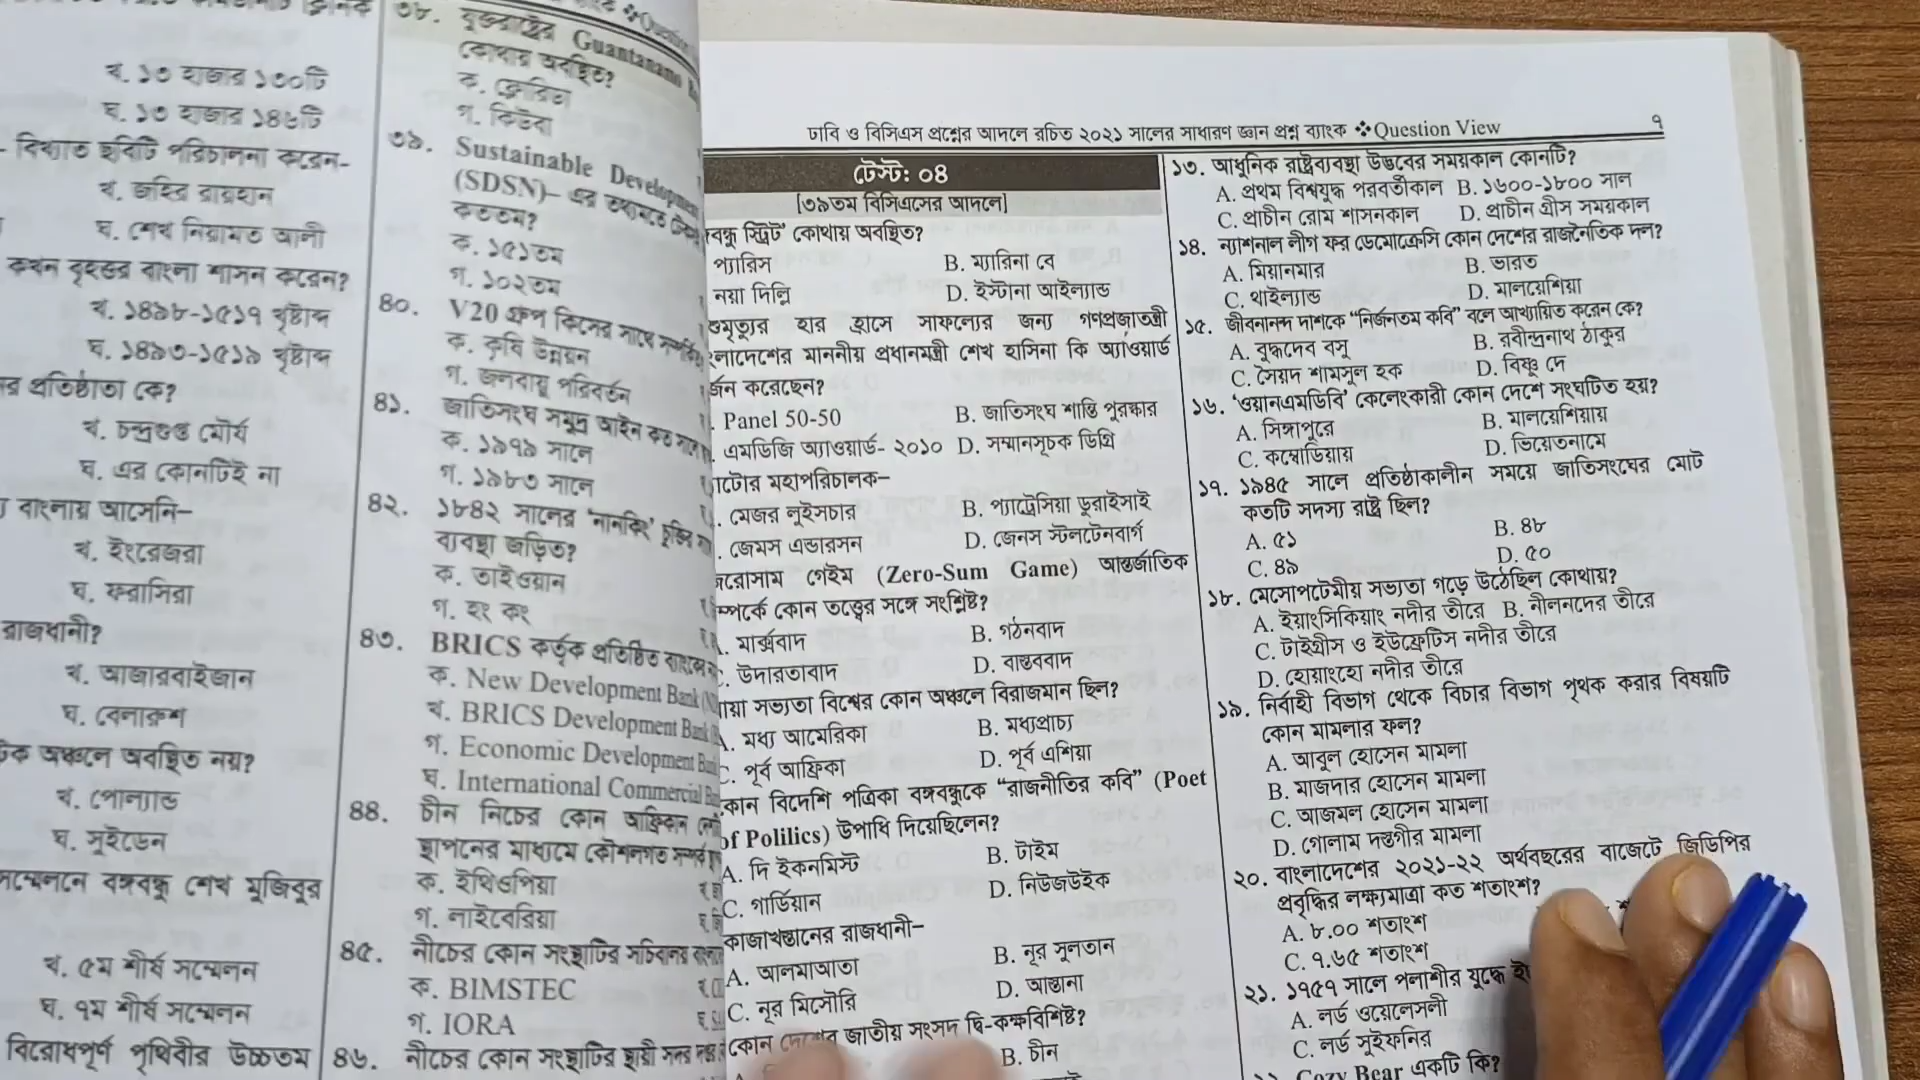 খ. ১৩ হাজার ১৩০টি
ঘ. ১৩ হাজার ১৪৬টি
বিখ্যাত ছবিটি পরিচালনা করেন-
খ. জহির রায়হান
ঘ. শেখ নিয়ামত আলী
কখন বৃহত্তর বাংলা শাসন করেন?
খ. ১৪৯৮-১৫১৭ খৃষ্টাব্দ
ঘ. ১৪৯৩-১৫১৯ খৃষ্টাব্দ
প্রতিষ্ঠাতা কে?
খ. চন্দ্রগুপ্ত মৌর্য
ঘ. এর কোনটিই না
বাংলায় আসেনি–
খ. ইংরেজরা
ঘ. ফরাসিরা
রাজধানী?
খ. আজারবাইজান
ঘ. বেলারুশ
অঞ্চলে অবস্থিত নয়?
খ. পোল্যান্ড
ঘ. সুইডেন
সম্মেলনে বঙ্গবন্ধু শেখ মুজিবুর
খ. ৫ম শীর্ষ সম্মেলন
ঘ. ৭ম শীর্ষ সম্মেলন
বিরোধপূর্ণ পৃথিবীর উচ্চতম
৩৮. যুক্তরাষ্ট্রের Guantanamo
কোথায় অবস্থিত?
ক. ফ্লোরিডা
গ. কিউবা
৩৯. Sustainable Development
(SDSN)– এর তথ্যমতে
কততম?
ক. ১৫১তম
গ. ১০২তম
৪০. V20 গ্রুপ কিসের সাথে সম্পর্কিত
ক. কৃষি উন্নয়ন
গ. জলবায়ু পরিবর্তন
৪১. জাতিসংঘ সমুদ্র আইন কত সালে
ক. ১৯৭৯ সালে
গ. ১৯৮৩ সালে
৪২. ১৮৪২ সালের 'নানকিং' চুক্তির
ব্যবস্থা জড়িত?
ক. তাইওয়ান
গ. হং কং
৪৩. BRICS কর্তৃক প্রতিষ্ঠিত ব্যাংকের
ক. New Development Bank
খ. BRICS Development Bank
গ. Economic Development
ঘ. International Commercial
৪৪. চীন নিচের কোন আফ্রিকান
স্থাপনের মাধ্যমে কৌশলগত
ক. ইথিওপিয়া
গ. লাইবেরিয়া
৪৫. নীচের কোন সংস্থাটির সচিবালয়
ক. BIMSTEC
গ. IORA
৪৬. নীচের কোন সংস্থাটির স্থায়ী সদর
ঢাবি ও বিসিএস প্রশ্নের আদলে রচিত ২০২১ সালের সাধারণ জ্ঞান প্রশ্ন ব্যাংক ❖Question View ৭
টেস্ট: ০৪
[৩৯তম বিসিএসের আদলে]
বন্ধু স্ট্রিট' কোথায় অবস্থিত?
প্যারিস B. ম্যারিনা বে
নয়া দিল্লি D. ইস্টানা আইল্যান্ড
হার হ্রাসে সাফল্যের জন্য গণপ্রজাতন্ত্রী
মাননীয় প্রধানমন্ত্রী শেখ হাসিনা কি অ্যাওয়ার্ড
করেছেন?
Panel 50-50 B. জাতিসংঘ শান্তি পুরস্কার
এমডিজি অ্যাওয়ার্ড- ২০১০ D. সম্মানসূচক ডিগ্রি
মহাপরিচালক–
মেজর লুইসচার B. প্যাট্রেসিয়া ডুরাইসাই
জেমস এন্ডারসন D. জেনস স্টলটেনবার্গ
গেইম (Zero-Sum Game) আন্তর্জাতিক
কোন তত্ত্বের সঙ্গে সংশ্লিষ্ট?
মার্ক্সবাদ B. গঠনবাদ
উদারতাবাদ D. বাস্তববাদ
সভ্যতা বিশ্বের কোন অঞ্চলে বিরাজমান ছিল?
মধ্য আমেরিকা B. মধ্যপ্রাচ্য
C. পূর্ব আফ্রিকা D. পূর্ব এশিয়া
কোন বিদেশি পত্রিকা বঙ্গবন্ধুকে “রাজনীতির কবি” (Poet
of Polilics) উপাধি দিয়েছিলেন?
A. দি ইকনমিস্ট B. টাইম
C. গার্ডিয়ান D. নিউজউইক
কাজাখস্তানের রাজধানী–
A. আলমাআতা B. নূর সুলতান
C. নূর মিসৌরি D. আস্তানা
কোন জাতীয় সংসদ দ্বি-কক্ষবিশিষ্ট?
B. চীন
১৩. আধুনিক রাষ্ট্রব্যবস্থা উদ্ভবের সময়কাল কোনটি?
A. প্রথম বিশ্বযুদ্ধ পরবর্তীকাল B. ১৬০০-১৮০০ সাল
C. প্রাচীন রোম শাসনকাল D. প্রাচীন গ্রীস সময়কাল
১৪. ন্যাশনাল লীগ ফর ডেমোক্রেসি কোন দেশের রাজনৈতিক দল?
A. মিয়ানমার B. ভারত
C. থাইল্যান্ড D. মালয়েশিয়া
১৫. জীবনানন্দ দাশকে “নির্জনতম কবি” বলে আখ্যায়িত করেন কে?
A. বুদ্ধদেব বসু B. রবীন্দ্রনাথ ঠাকুর
C. সৈয়দ শামসুল হক D. বিষ্ণু দে
১৬. 'ওয়ানএমডিবি' কেলেংকারী কোন দেশে সংঘটিত হয়?
A. সিঙ্গাপুরে B. মালয়েশিয়ায়
C. কম্বোডিয়ায় D. ভিয়েতনামে
১৭. ১৯৪৫ সালে প্রতিষ্ঠাকালীন সময়ে জাতিসংঘের মোট
কতটি সদস্য রাষ্ট্র ছিল?
A. ৫১ B. ৪৮
C. ৪৯ D. ৫০
১৮. মেসোপটেমীয় সভ্যতা গড়ে উঠেছিল কোথায়?
A. ইয়াংসিকিয়াং নদীর তীরে B. নীলনদের তীরে
C. টাইগ্রীস ও ইউফ্রেটিস নদীর তীরে
D. হোয়াংহো নদীর তীরে
১৯. নির্বাহী বিভাগ থেকে বিচার বিভাগ পৃথক করার বিষয়টি
কোন মামলার ফল?
A. আবুল হোসেন মামলা
B. মাজদার হোসেন মামলা
C. আজমল হোসেন মামলা
D. গোলাম দস্তগীর মামলা
২০. বাংলাদেশের ২০২১-২২ অর্থবছরের বাজেটে জিডিপির
প্রবৃদ্ধির লক্ষ্যমাত্রা কত শতাংশ?
A. ৮.০০ শতাংশ
C. ৭.৬৫ শতাংশ
২১. ১৭৫৭ সালে পলাশীর যুদ্ধে
A. লর্ড ওয়েলেসলী
C. লর্ড সুইফনির
Cozy Bear একটি কি?